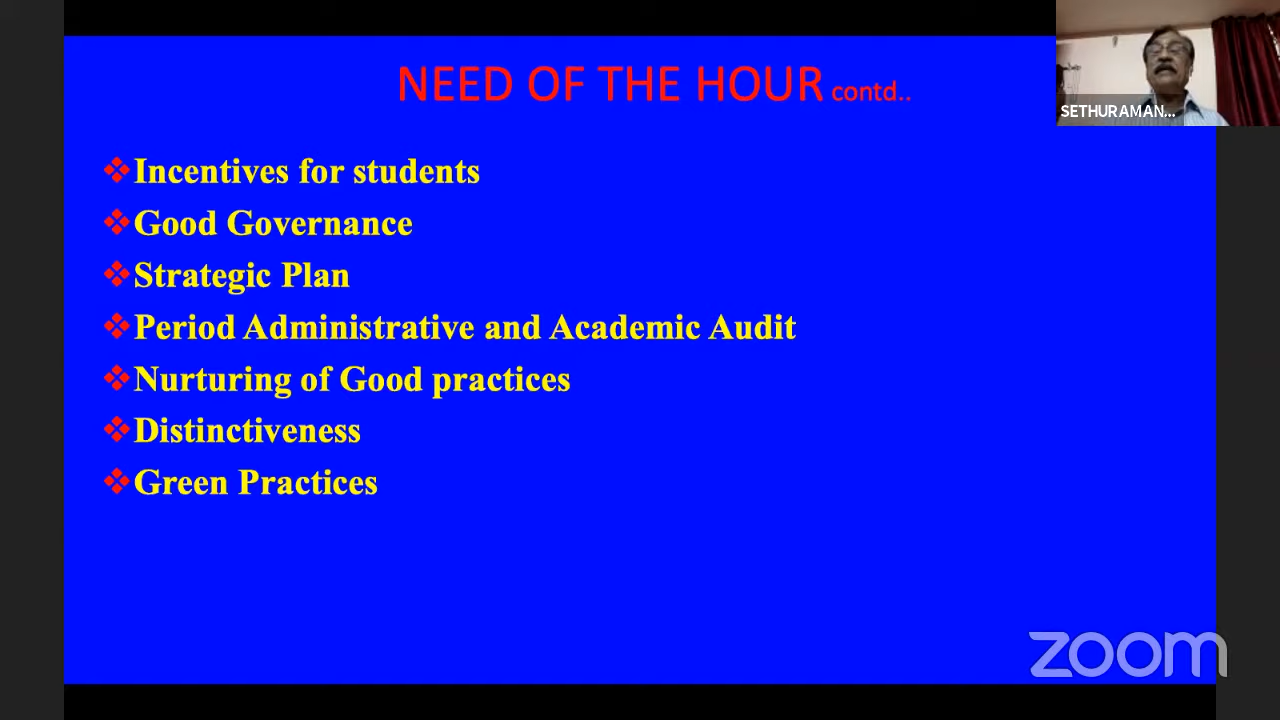 NEED OF THE HOUR contd..
SETHURAMAN...
Incentives for students
Good Governance
Strategic Plan
Period Administrative and Academic Audit
Nurturing of Good practices
Distinctiveness
Green Practices
zoom